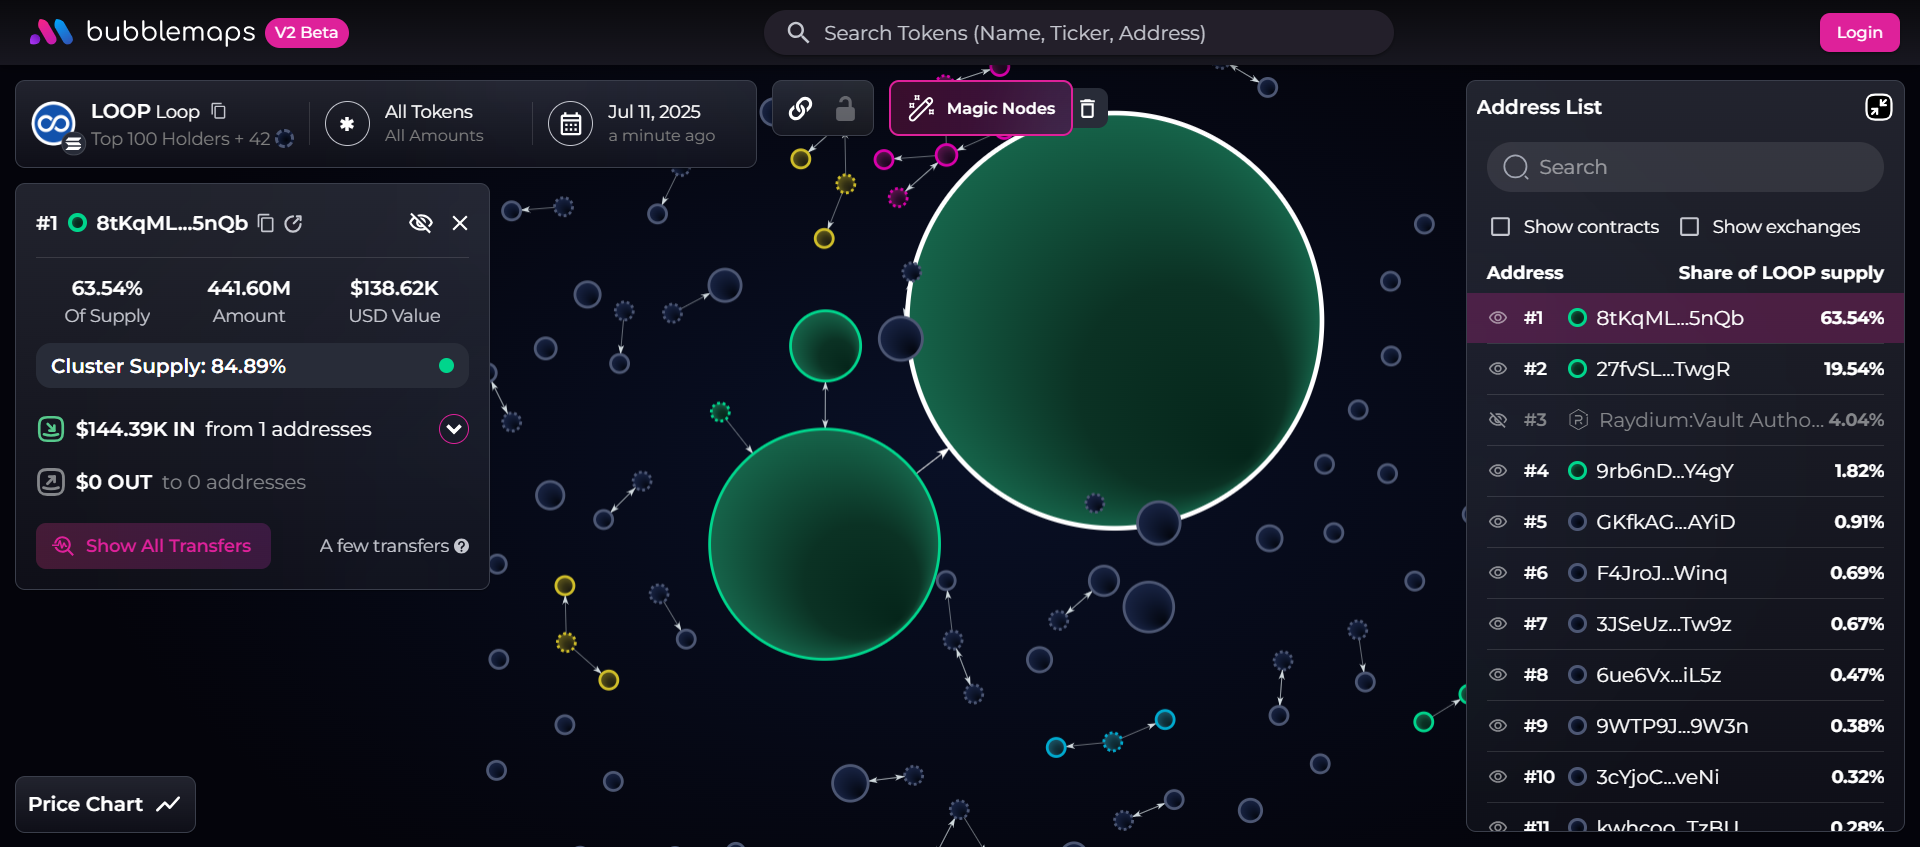 bubblemaps V2 Beta
Search Tokens (Name, Ticker, Address)
Login
LOOP Loop
Top 100 Holders + 42
All Tokens
All Amounts
Jul 11, 2025
a minute ago
Magic Nodes
#1 8tKqML...5nQb
63.54% 441.60M $138.62K
Of Supply Amount USD Value
Cluster Supply: 84.89%
$144.39K IN from 1 addresses
$0 OUT to 0 addresses
Show All Transfers A few transfers ?
Price Chart
Address List
Search
Show contracts Show exchanges
Address Share of LOOP supply
#1 8tKqML...5nQb 63.54%
#2 27fvSL...TwgR 19.54%
#3 Raydium:Vault Autho... 4.04%
#4 9rb6nD...Y4gY 1.82%
#5 GKfkAG...AYiD 0.91%
#6 F4JroJ...Winq 0.69%
#7 3JSeUz...Tw9z 0.67%
#8 6ue6Vx...iL5z 0.47%
#9 9WTP9J...9W3n 0.38%
#10 3cYjoC...veNi 0.32%
#11 0.28%